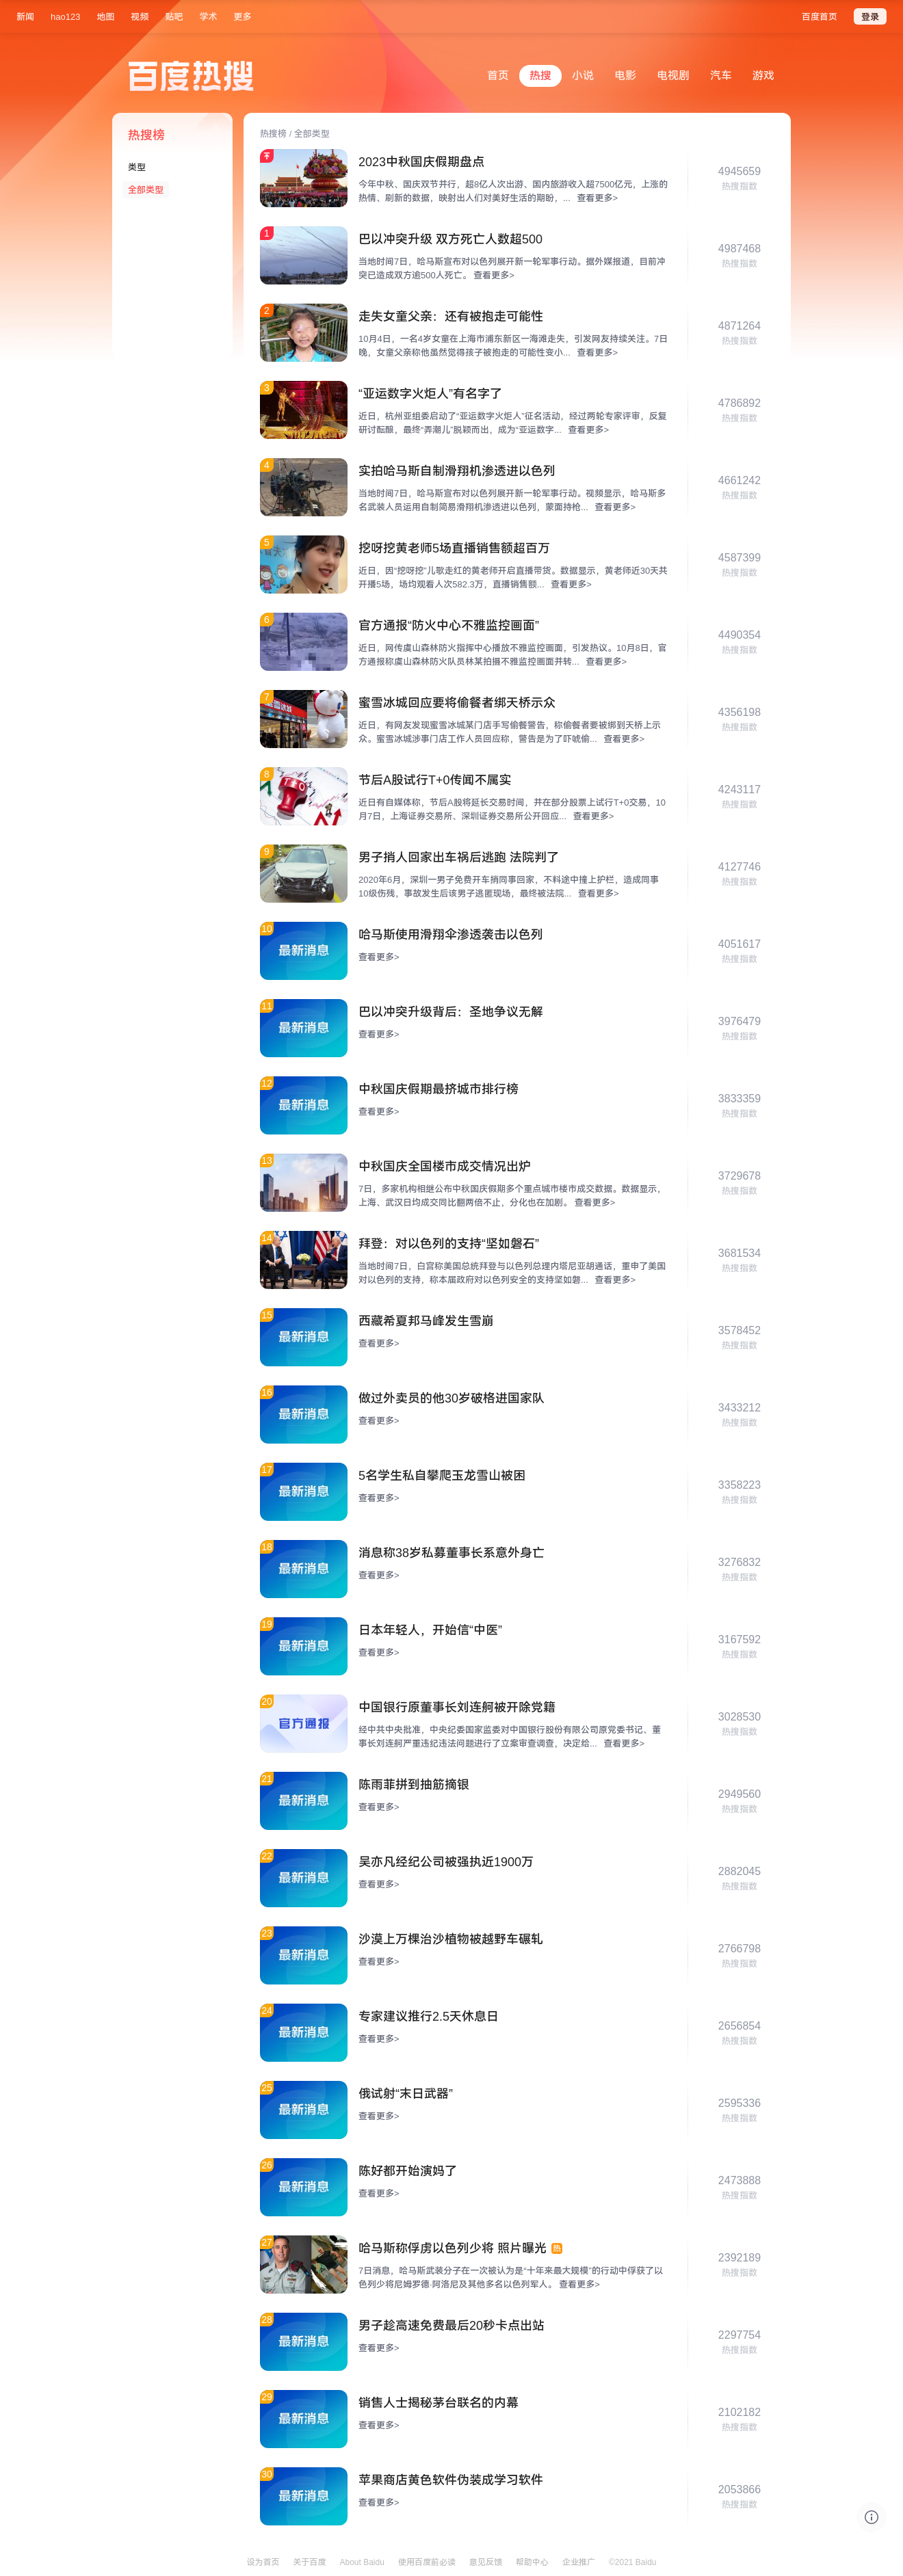 新闻 hao123 地图 视频 贴吧 学术 更多 百度首页 登录
百度热搜 首页 热搜 小说 电影 电视剧 汽车 游戏
热搜榜
类型
全部类型
热搜榜 / 全部类型
2023中秋国庆假期盘点
今年中秋、国庆双节并行,超8亿人次出游、国内旅游收入超7500亿元,上涨的
热情、刷新的数据,映射出人们对美好生活的期盼,... 查看更多>
4945659
热搜指数
1
巴以冲突升级 双方死亡人数超500
当地时间7日,哈马斯宣布对以色列展开新一轮军事行动。据外媒报道,目前冲
突已造成双方逾500人死亡。 查看更多>
4987468
热搜指数
2
走失女童父亲:还有被抱走可能性
10月4日,一名4岁女童在上海市浦东新区一海滩走失,引发网友持续关注。7日
晚,女童父亲称他虽然觉得孩子被抱走的可能性变小... 查看更多>
4871264
热搜指数
3
“亚运数字火炬人”有名字了
近日,杭州亚组委启动了“亚运数字火炬人”征名活动,经过两轮专家评审,反复
研讨酝酿,最终“弄潮儿”脱颖而出,成为“亚运数字... 查看更多>
4786892
热搜指数
4
实拍哈马斯自制滑翔机渗透进以色列
当地时间7日,哈马斯宣布对以色列展开新一轮军事行动。视频显示,哈马斯多
名武装人员运用自制简易滑翔机渗透进以色列,蒙面持枪... 查看更多>
4661242
热搜指数
5
挖呀挖黄老师5场直播销售额超百万
近日,因“挖呀挖”儿歌走红的黄老师开启直播带货。数据显示,黄老师近30天共
开播5场,场均观看人次582.3万,直播销售额... 查看更多>
4587399
热搜指数
6
官方通报“防火中心不雅监控画面”
近日,网传虞山森林防火指挥中心播放不雅监控画面,引发热议。10月8日,官
方通报称虞山森林防火队员林某拍摄不雅监控画面并转... 查看更多>
4490354
热搜指数
7
蜜雪冰城回应要将偷餐者绑天桥示众
近日,有网友发现蜜雪冰城某门店手写偷餐警告,称偷餐者要被绑到天桥上示
众。蜜雪冰城涉事门店工作人员回应称,警告是为了吓唬偷... 查看更多>
4356198
热搜指数
8
节后A股试行T+0传闻不属实
近日有自媒体称,节后A股将延长交易时间,并在部分股票上试行T+0交易,10
月7日,上海证券交易所、深圳证券交易所公开回应... 查看更多>
4243117
热搜指数
9
男子捎人回家出车祸后逃跑 法院判了
2020年6月,深圳一男子免费开车捎同事回家,不料途中撞上护栏,造成同事
10级伤残,事故发生后该男子逃匿现场,最终被法院... 查看更多>
4127746
热搜指数
10
最新消息
哈马斯使用滑翔伞渗透袭击以色列
查看更多>
4051617
热搜指数
11
最新消息
巴以冲突升级背后:圣地争议无解
查看更多>
3976479
热搜指数
12
最新消息
中秋国庆假期最挤城市排行榜
查看更多>
3833359
热搜指数
13
中秋国庆全国楼市成交情况出炉
7日,多家机构相继公布中秋国庆假期多个重点城市楼市成交数据。数据显示,
上海、武汉日均成交同比翻两倍不止,分化也在加剧。 查看更多>
3729678
热搜指数
14
拜登:对以色列的支持“坚如磐石”
当地时间7日,白宫称美国总统拜登与以色列总理内塔尼亚胡通话,重申了美国
对以色列的支持,称本届政府对以色列安全的支持坚如磐... 查看更多>
3681534
热搜指数
15
最新消息
西藏希夏邦马峰发生雪崩
查看更多>
3578452
热搜指数
16
最新消息
做过外卖员的他30岁破格进国家队
查看更多>
3433212
热搜指数
17
最新消息
5名学生私自攀爬玉龙雪山被困
查看更多>
3358223
热搜指数
18
最新消息
消息称38岁私募董事长系意外身亡
查看更多>
3276832
热搜指数
19
最新消息
日本年轻人,开始信“中医”
查看更多>
3167592
热搜指数
20
官方通报
中国银行原董事长刘连舸被开除党籍
经中共中央批准,中央纪委国家监委对中国银行股份有限公司原党委书记、董
事长刘连舸严重违纪违法问题进行了立案审查调查,决定给... 查看更多>
3028530
热搜指数
21
最新消息
陈雨菲拼到抽筋摘银
查看更多>
2949560
热搜指数
22
最新消息
吴亦凡经纪公司被强执近1900万
查看更多>
2882045
热搜指数
23
最新消息
沙漠上万棵治沙植物被越野车碾轧
查看更多>
2766798
热搜指数
24
最新消息
专家建议推行2.5天休息日
查看更多>
2656854
热搜指数
25
最新消息
俄试射“末日武器”
查看更多>
2595336
热搜指数
26
最新消息
陈好都开始演妈了
查看更多>
2473888
热搜指数
27
哈马斯称俘虏以色列少将 照片曝光 热
7日消息,哈马斯武装分子在一次被认为是“十年来最大规模”的行动中俘获了以
色列少将尼姆罗德·阿洛尼及其他多名以色列军人。 查看更多>
2392189
热搜指数
28
最新消息
男子趁高速免费最后20秒卡点出站
查看更多>
2297754
热搜指数
29
最新消息
销售人士揭秘茅台联名的内幕
查看更多>
2102182
热搜指数
30
最新消息
苹果商店黄色软件伪装成学习软件
查看更多>
2053866
热搜指数
设为首页 关于百度 About Baidu 使用百度前必读 意见反馈 帮助中心 企业推广 ©2021 Baidu